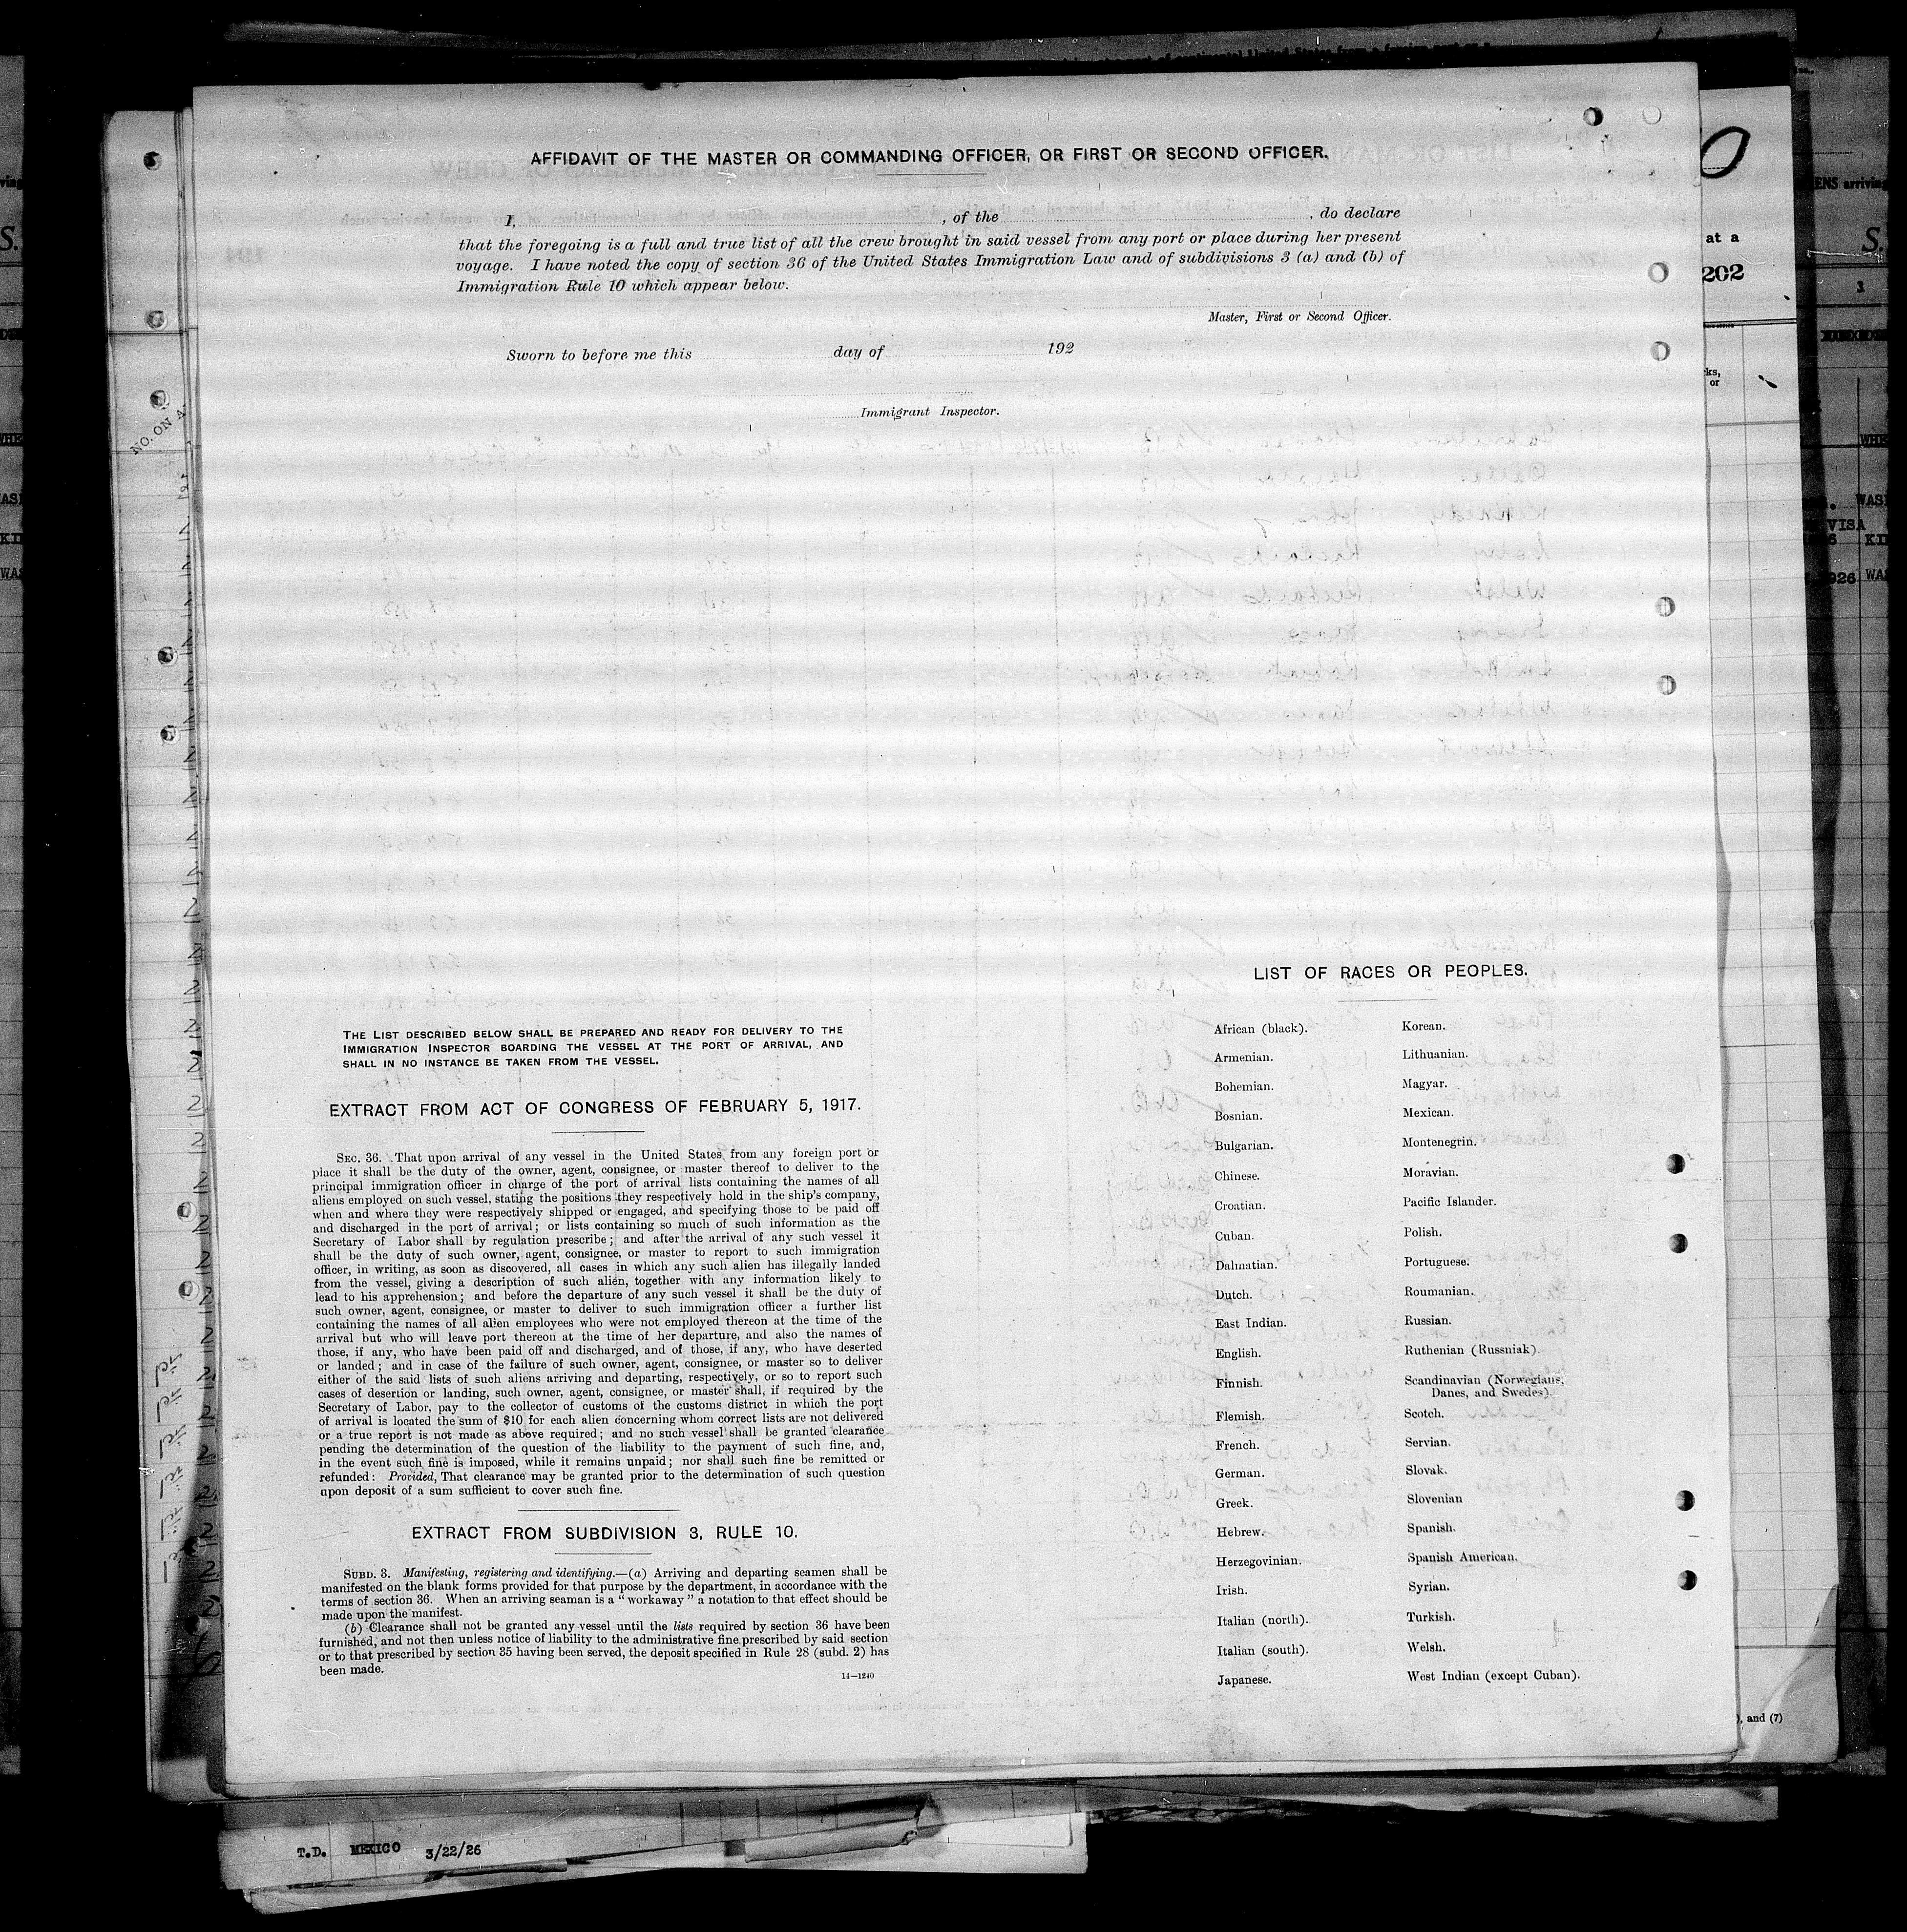 AFFIDAVIT OF THE MASTER OR COMMANDING OFFICER, OR FIRST OR SECOND OFFICER.
I, , of the , do declare
that the foregoing is a full and true list of all the crew brought in said vessel from any port or place during her present
voyage. I have noted the copy of section 36 of the United States Immigration Law and of subdivisions 3 (a) and (b) of
Immigration Rule 10 which appear below.
Master, First or Second Officer.
Sworn to before me this day of 192
Immigrant Inspector.
THE LIST DESCRIBED BELOW SHALL BE PREPARED AND READY FOR DELIVERY TO THE
IMMIGRATION INSPECTOR BOARDING THE VESSEL AT THE PORT OF ARRIVAL, AND
SHALL IN NO INSTANCE BE TAKEN FROM THE VESSEL.
EXTRACT FROM ACT OF CONGRESS OF FEBRUARY 5, 1917.
SEC. 36. That upon arrival of any vessel in the United States from any foreign port or
place it shall be the duty of the owner, agent, consignee, or master thereof to deliver to the
principal immigration officer in charge of the port of arrival lists containing the names of all
aliens employed on such vessel, stating the positions they respectively hold in the ship's company,
when and where they were respectively shipped or engaged, and specifying those to be paid off
and discharged in the port of arrival; or lists containing so much of such information as the
Secretary of Labor shall by regulation prescribe; and after the arrival of any such vessel it
shall be the duty of such owner, agent, consignee, or master to report to such immigration
officer, in writing, as soon as discovered, all cases in which any such alien has illegally landed
from the vessel, giving a description of such alien, together with any information likely to
lead to his apprehension; and before the departure of any such vessel it shall be the duty of
such owner, agent, consignee, or master to deliver to such immigration officer a further list
containing the names of all alien employees who were not employed thereon at the time of the
arrival but who will leave port thereon at the time of her departure, and also the names of
those, if any, who have been paid off and discharged, and of those, if any, who have deserted
or landed; and in case of the failure of such owner, agent, consignee, or master so to deliver
either of the said lists of such aliens arriving and departing, respectively, or so to report such
cases of desertion or landing, such owner, agent, consignee, or master shall, if required by the
Secretary of Labor, pay to the collector of customs of the customs district in which the port
of arrival is located the sum of $10 for each alien concerning whom correct lists are not delivered
or a true report is not made as above required; and no such vessel shall be granted clearance
pending the determination of the question of the liability to the payment of such fine, and,
in the event such fine is imposed, while it remains unpaid; nor shall such fine be remitted or
refunded: Provided, That clearance may be granted prior to the determination of such question
upon deposit of a sum sufficient to cover such fine.
EXTRACT FROM SUBDIVISION 3, RULE 10.
SUBD. 3. Manifesting, registering and identifying.—(a) Arriving and departing seamen shall be
manifested on the blank forms provided for that purpose by the department, in accordance with the
terms of section 36. When an arriving seaman is a "workaway" a notation to that effect should be
made upon the manifest.
(b) Clearance shall not be granted any vessel until the lists required by section 36 have been
furnished, and not then unless notice of liability to the administrative fine prescribed by said section
or to that prescribed by section 35 having been served, the deposit specified in Rule 28 (subd. 2) has
been made.
14—1240
LIST OF RACES OR PEOPLES.
African (black).
Armenian.
Bohemian.
Bosnian.
Bulgarian.
Chinese.
Croatian.
Cuban.
Dalmatian.
Dutch.
East Indian.
English.
Finnish.
Flemish.
French.
German.
Greek.
Hebrew.
Herzegovinian.
Irish.
Italian (north).
Italian (south).
Japanese.
Korean.
Lithuanian.
Magyar.
Mexican.
Montenegrin.
Moravian.
Pacific Islander.
Polish.
Portuguese.
Roumanian.
Russian.
Ruthenian (Russniak).
Scandinavian (Norwegians,
Danes, and Swedes).
Scotch.
Servian.
Slovak.
Slovenian
Spanish.
Spanish American.
Syrian.
Turkish.
Welsh.
West Indian (except Cuban).
at a
202
ENS arriving
VISA
, and (7)
NO. ON
T.D. MEXICO 3/22/26